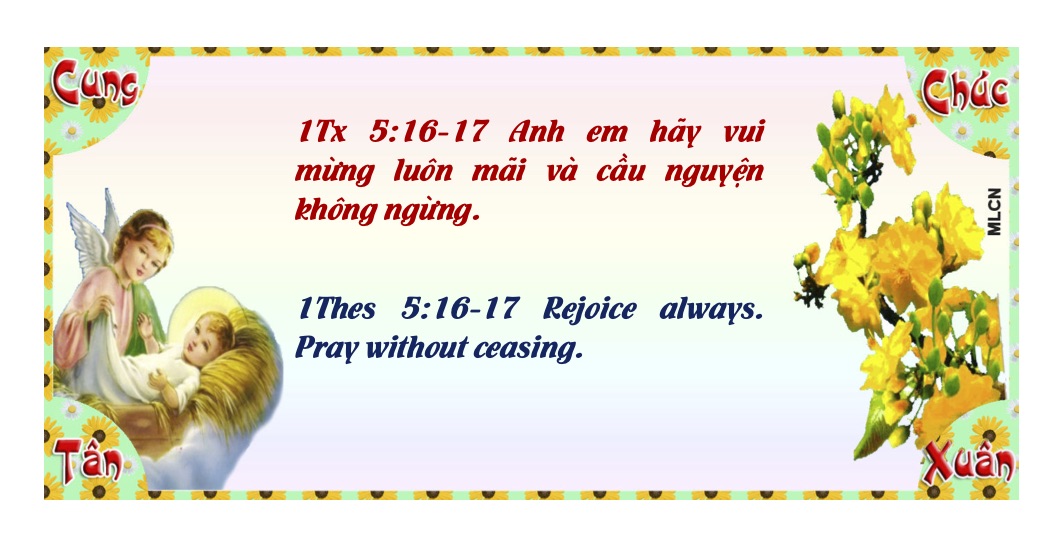 Cung
Chúc
1Tx 5:16-17 Anh em hãy vui
mừng luôn mãi và cầu nguyện
không ngừng.
MLCN
1Thes 5:16-17 Rejoice always.
Pray without ceasing.
Tân
Xuân